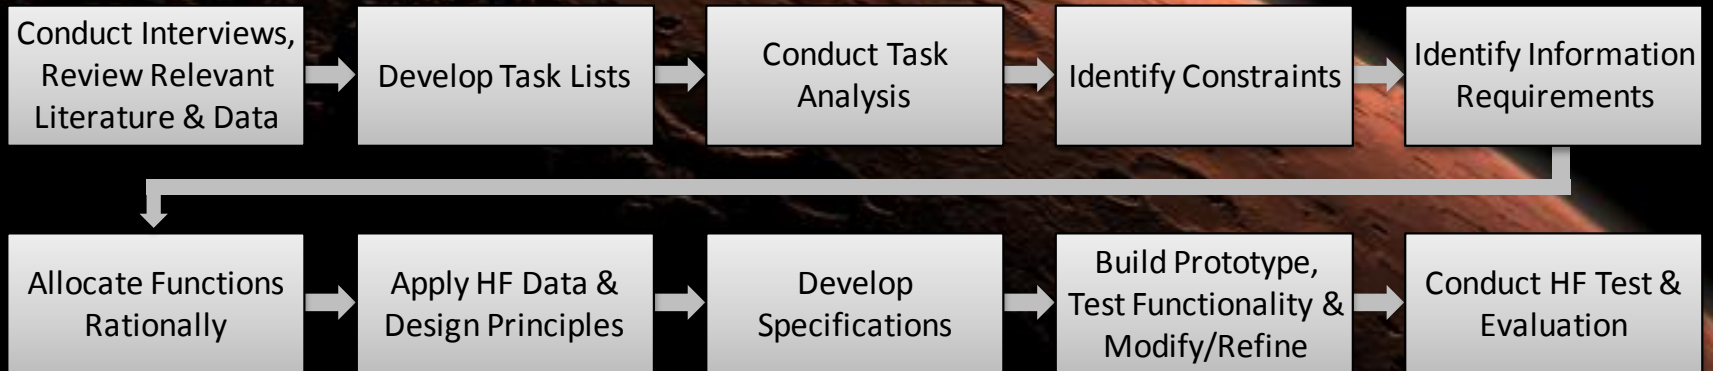 Conduct Interviews,
Review Relevant
Literature & Data
Develop Task Lists
Conduct Task
Analysis
Identify Constraints
Identify Information
Requirements
Allocate Functions
Rationally
Apply HF Data &
Design Principles
Develop
Specifications
Build Prototype,
Test Functionality &
Modify/Refine
Conduct HF Test &
Evaluation